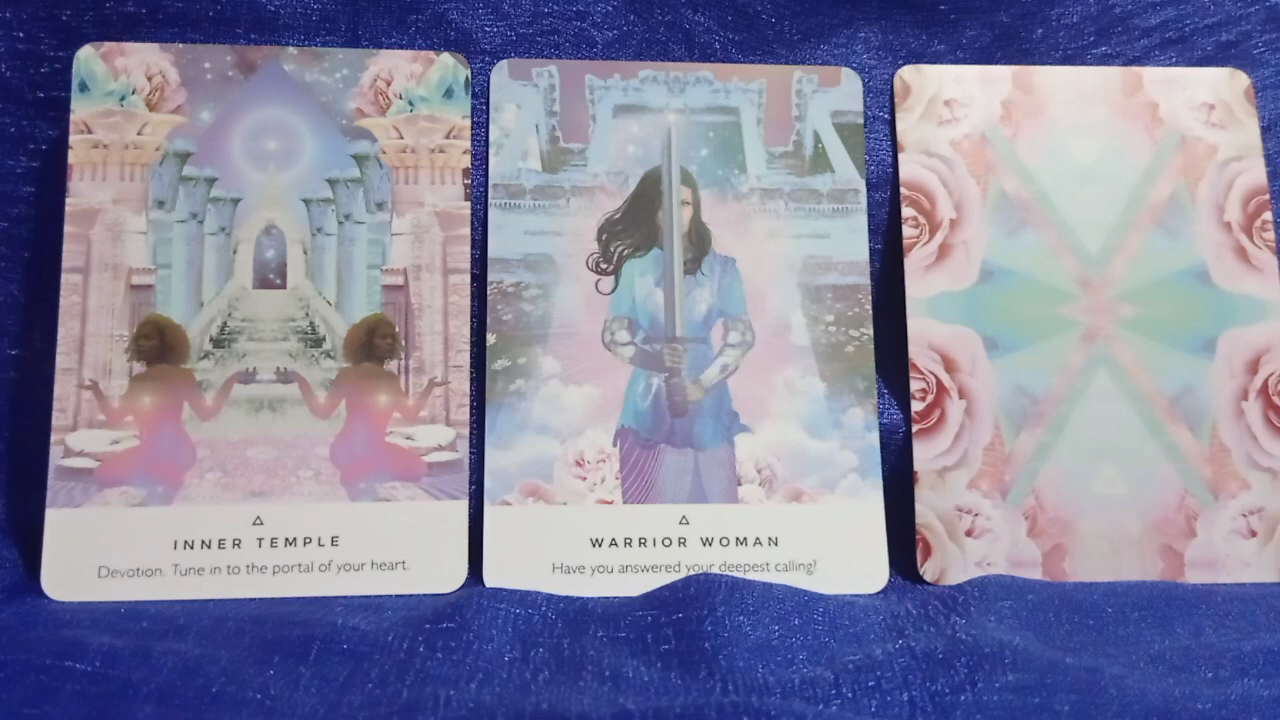 INNER TEMPLE
Devotion. Tune in to the portal of your heart.
WARRIOR WOMAN
Have you answered your deepest calling?